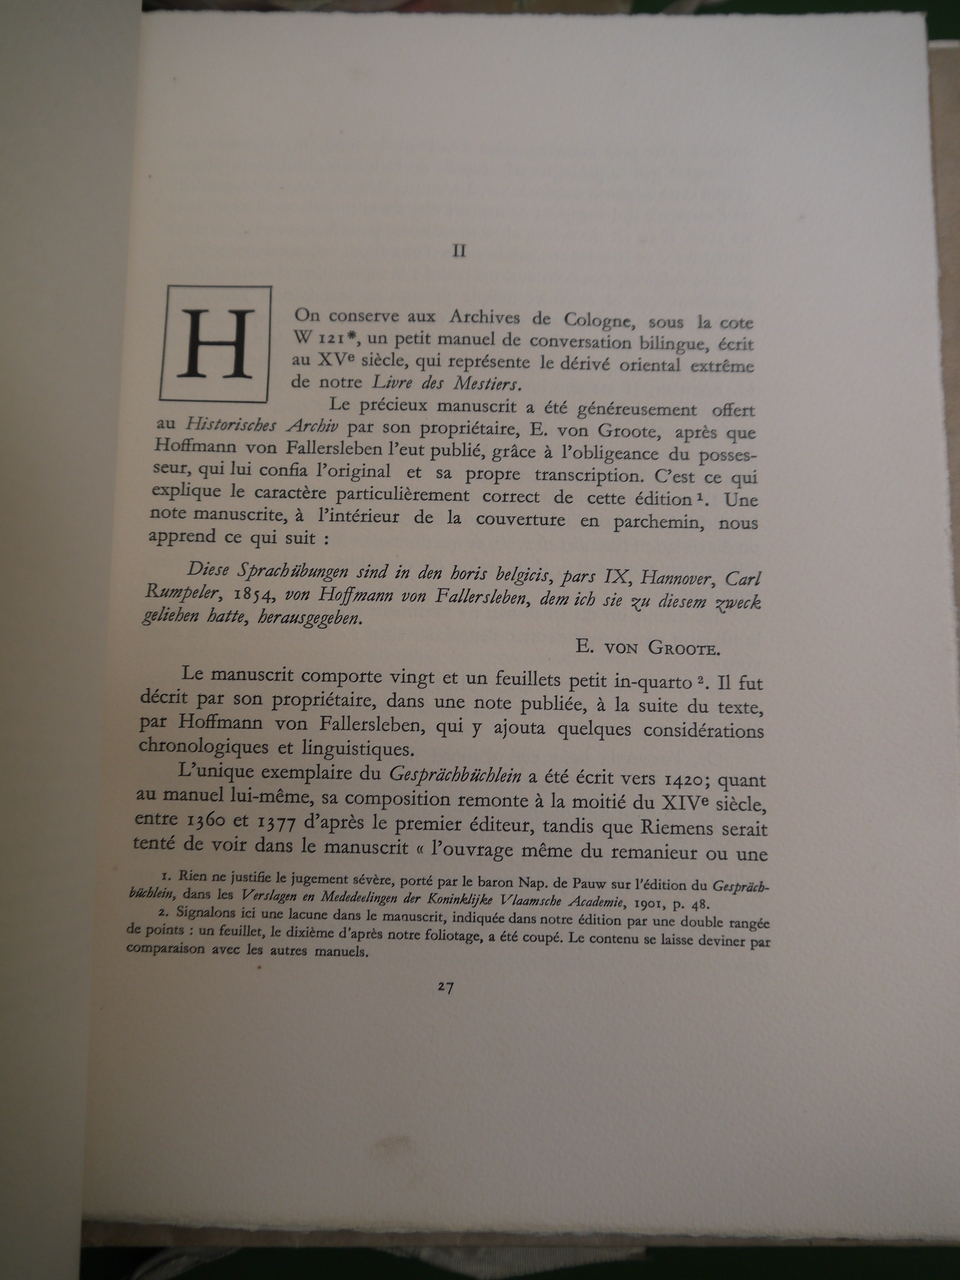 II
H
On conserve aux Archives de Cologne, sous la cote
W 121*, un petit manuel de conversation bilingue, écrit
au XVe siècle, qui représente le dérivé oriental extrême
de notre Livre des Mestiers.
Le précieux manuscrit a été généreusement offert
au Historisches Archiv par son propriétaire, E. von Groote, après que
Hoffmann von Fallersleben l'eut publié, grâce à l'obligeance du posses-
seur, qui lui confia l'original et sa propre transcription. C'est ce qui
explique le caractère particulièrement correct de cette édition 1. Une
note manuscrite, à l'intérieur de la couverture en parchemin, nous
apprend ce qui suit :
Diese Sprachübungen sind in den horis belgicis, pars IX, Hannover, Carl
Rumpeler, 1854, von Hoffmann von Fallersleben, dem ich sie zu diesem zweck
geliehen hatte, herausgegeben.
E. VON GROOTE.
Le manuscrit comporte vingt et un feuillets petit in-quarto 2. Il fut
décrit par son propriétaire, dans une note publiée, à la suite du texte,
par Hoffmann von Fallersleben, qui y ajouta quelques considérations
chronologiques et linguistiques.
L'unique exemplaire du Gesprächbüchlein a été écrit vers 1420; quant
au manuel lui-même, sa composition remonte à la moitié du XIVe siècle,
entre 1360 et 1377 d'après le premier éditeur, tandis que Riemens serait
tenté de voir dans le manuscrit « l'ouvrage même du remanieur ou une
1. Rien ne justifie le jugement sévère, porté par le baron Nap. de Pauw sur l'édition du Gespräch-
büchlein, dans les Verslagen en Mededeelingen der Koninklijke Vlaamsche Academie, 1901, p. 48.
2. Signalons ici une lacune dans le manuscrit, indiquée dans notre édition par une double rangée
de points : un feuillet, le dixième d'après notre foliotage, a été coupé. Le contenu se laisse deviner par
comparaison avec les autres manuels.
27